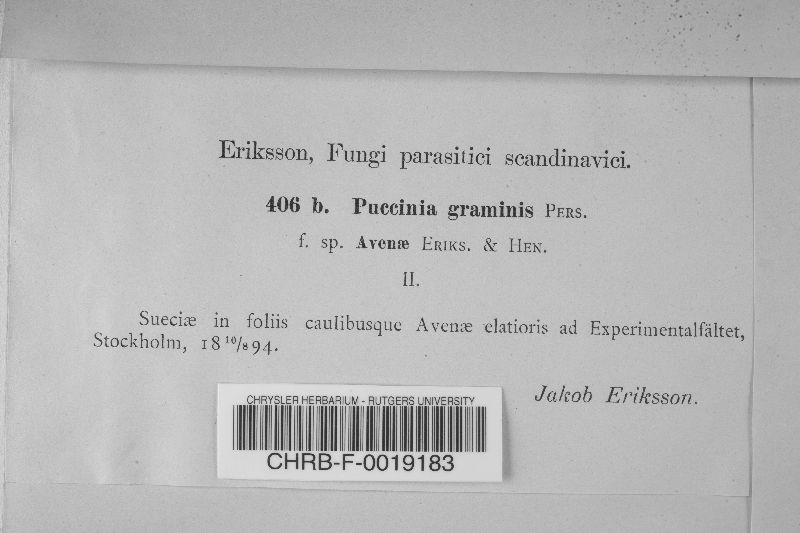 Eriksson, Fungi parasitici scandinavici.
406 b. Puccinia graminis Pers.
f. sp. Avenæ Eriks. & Hen.
II.
Sueciæ in foliis caulibusque Avenæ elatioris ad Experimentalfältet,
Stockholm, 18 10/8 94.
Jakob Eriksson.
CHRYSLER HERBARIUM - RUTGERS UNIVERSITY
CHRB-F-0019183